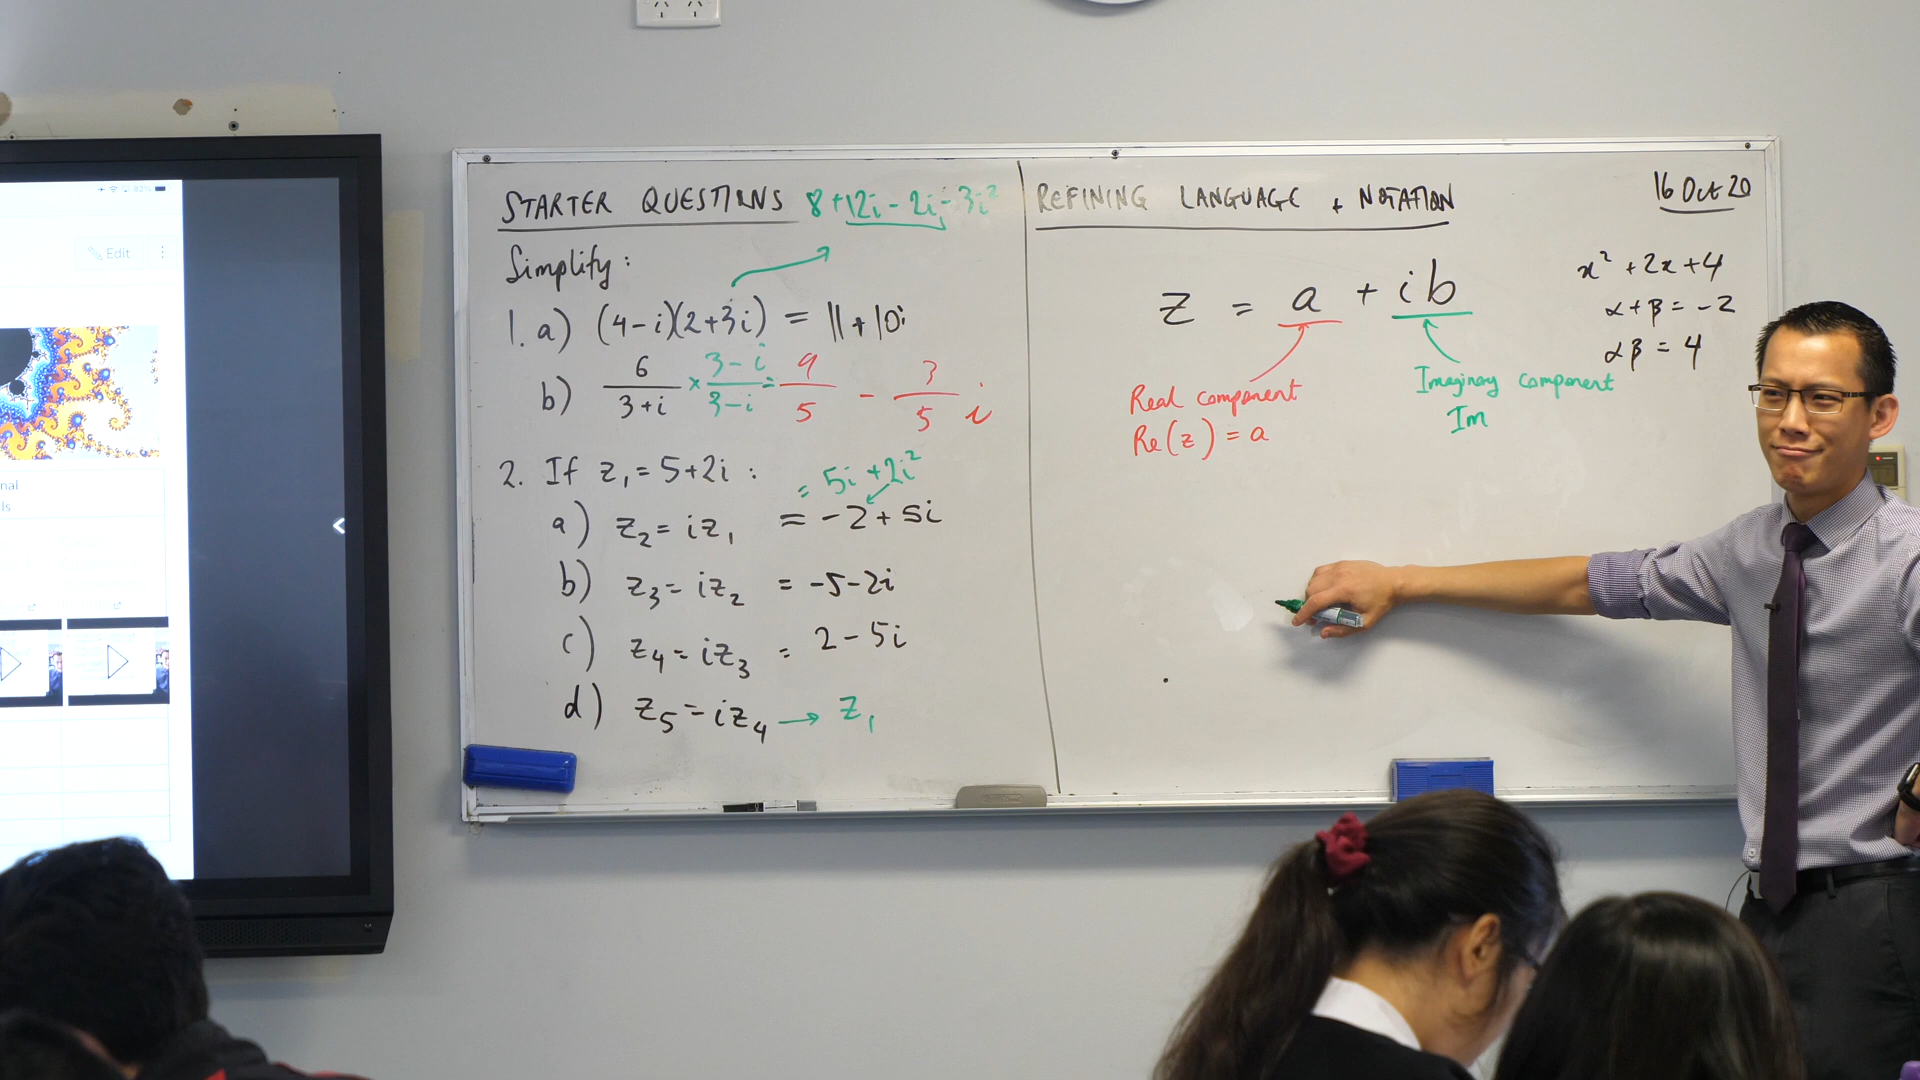 82%
Edit
nal
ls
STARTER QUESTIONS 8 + 12i - 2i - 3i²
Simplify:
1. a) (4-i)(2+3i) = 11 + 10i
b) 6/(3+i) × (3-i)/(3-i) = 9/5 - 3/5 i
2. If z₁ = 5+2i :
= 5i + 2i²
a) z₂ = iz₁ = -2 + 5i
b) z₃ = iz₂ = -5-2i
c) z₄ = iz₃ = 2 - 5i
d) z₅ = iz₄ → z₁
REFINING LANGUAGE + NOTATION
16 Oct 20
z = a + ib
Real component
Re(z) = a
Imaginary component
Im
x² + 2x + 4
α + β = -2
αβ = 4